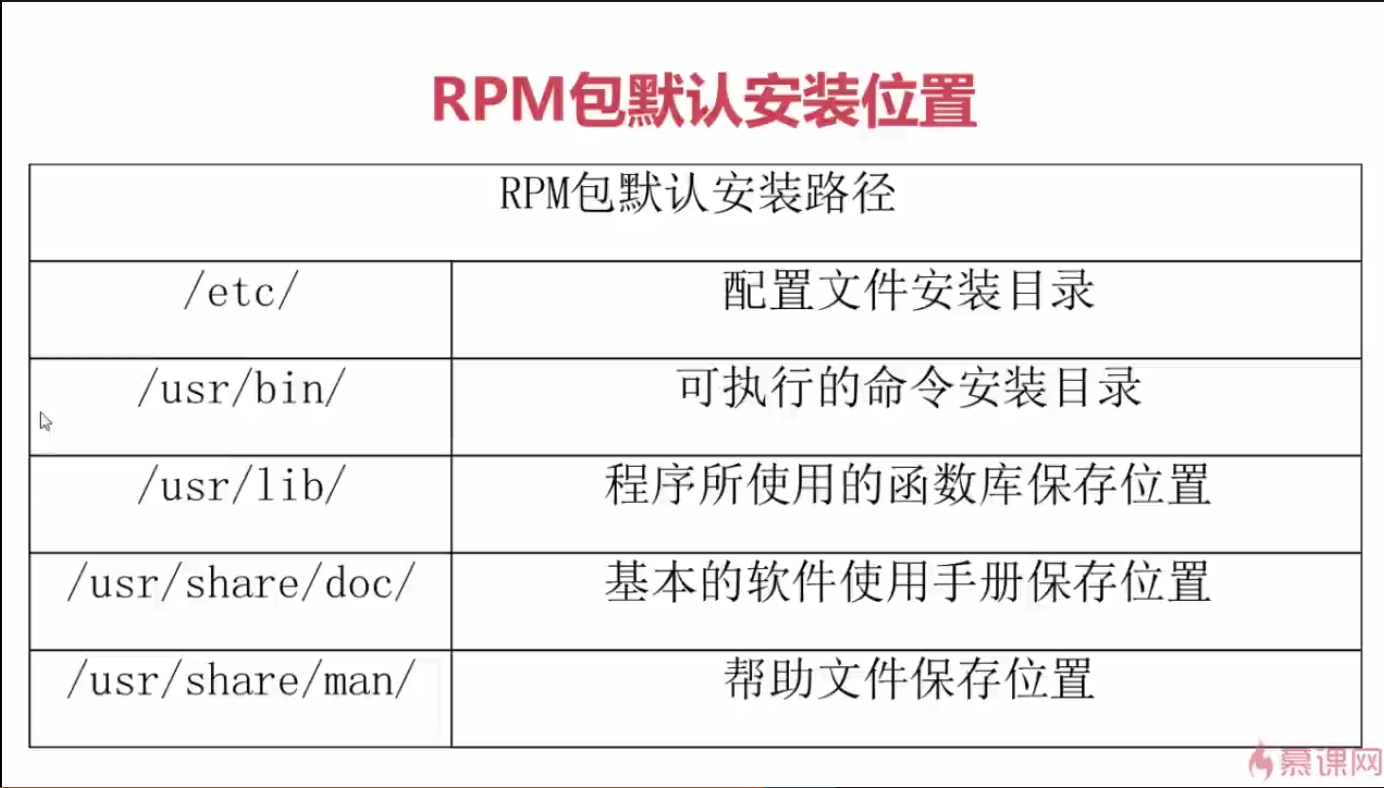 RPM包默认安装位置
RPM包默认安装路径
/etc/ 配置文件安装目录
/usr/bin/ 可执行的命令安装目录
/usr/lib/ 程序所使用的函数库保存位置
/usr/share/doc/ 基本的软件使用手册保存位置
/usr/share/man/ 帮助文件保存位置
慕课网